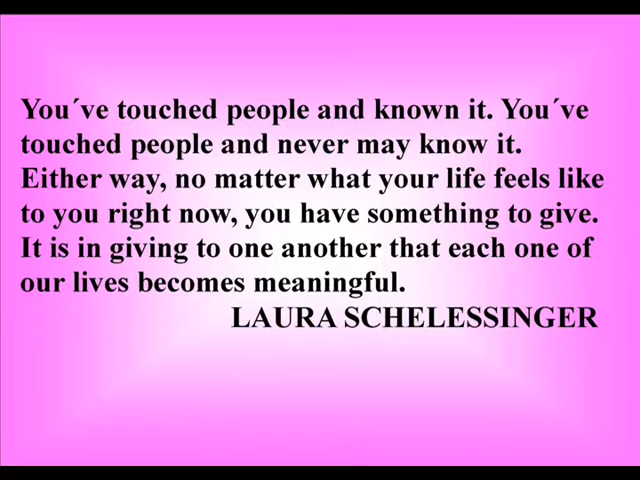 You´ve touched people and known it. You´ve
touched people and never may know it.
Either way, no matter what your life feels like
to you right now, you have something to give.
It is in giving to one another that each one of
our lives becomes meaningful.
LAURA SCHELESSINGER